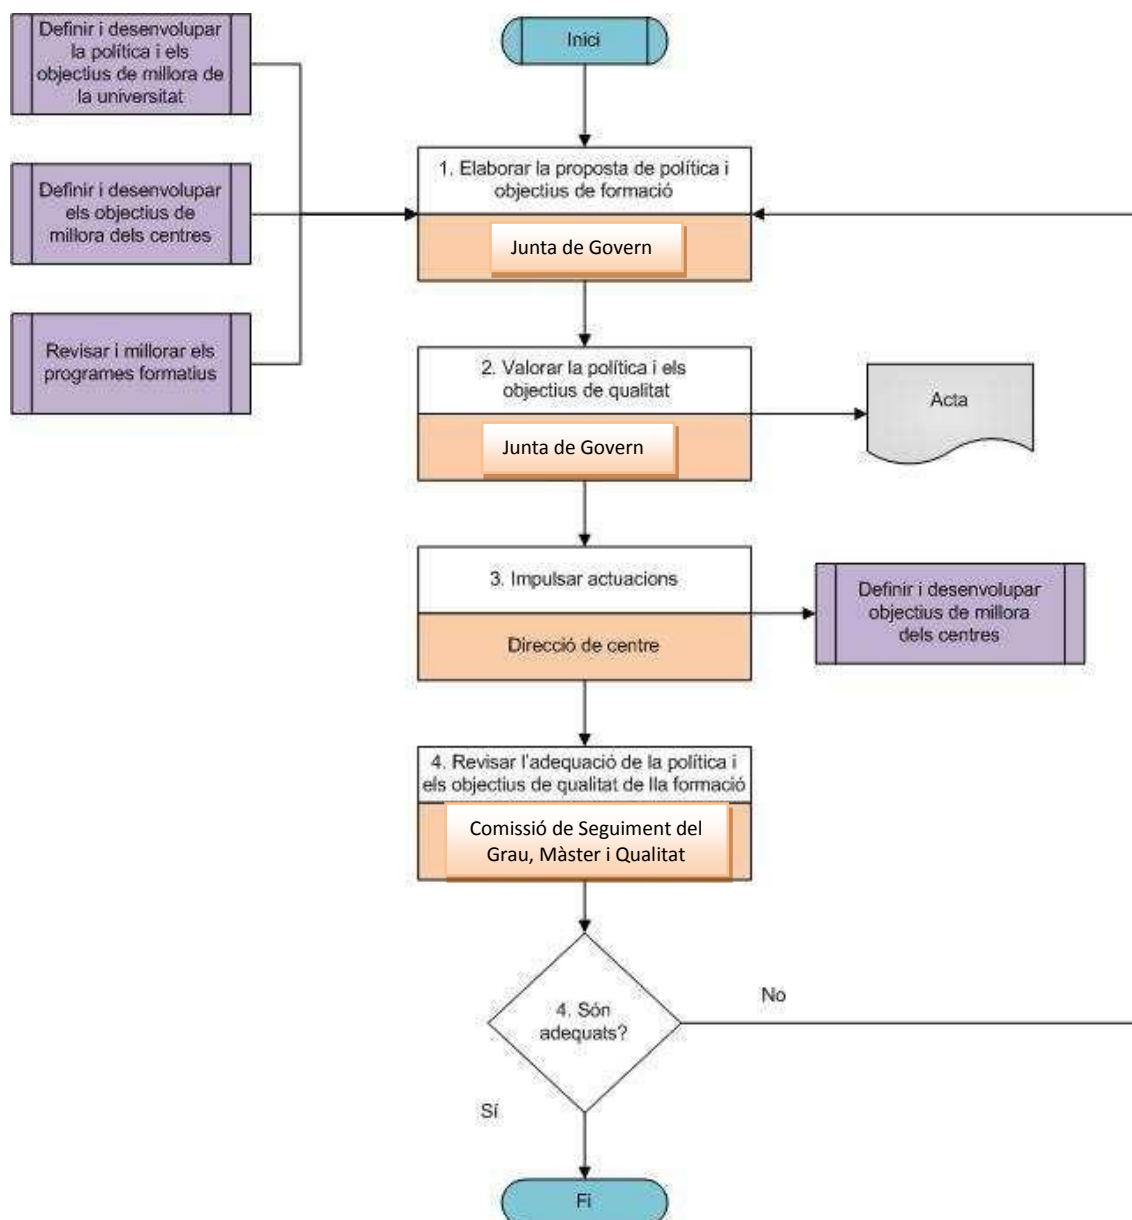 Definir i desenvolupar
la política i els
objectius de millora de
la universitat
Inici
1. Elaborar la proposta de política i
objectius de formació
Junta de Govern
Definir i desenvolupar
els objectius de
millora dels centres
Revisar i millorar els
programes formatius
2. Valorar la política i els
objectius de qualitat
Junta de Govern
Acta
3. Impulsar actuacions
Direcció de centre
Definir i desenvolupar
objectius de millora
dels centres
4. Revisar l'adequació de la política i
els objectius de qualitat de lla formació
Comissió de Seguiment del
Grau, Màster i Qualitat
4. Són
adequats?
No
Sí
Fi